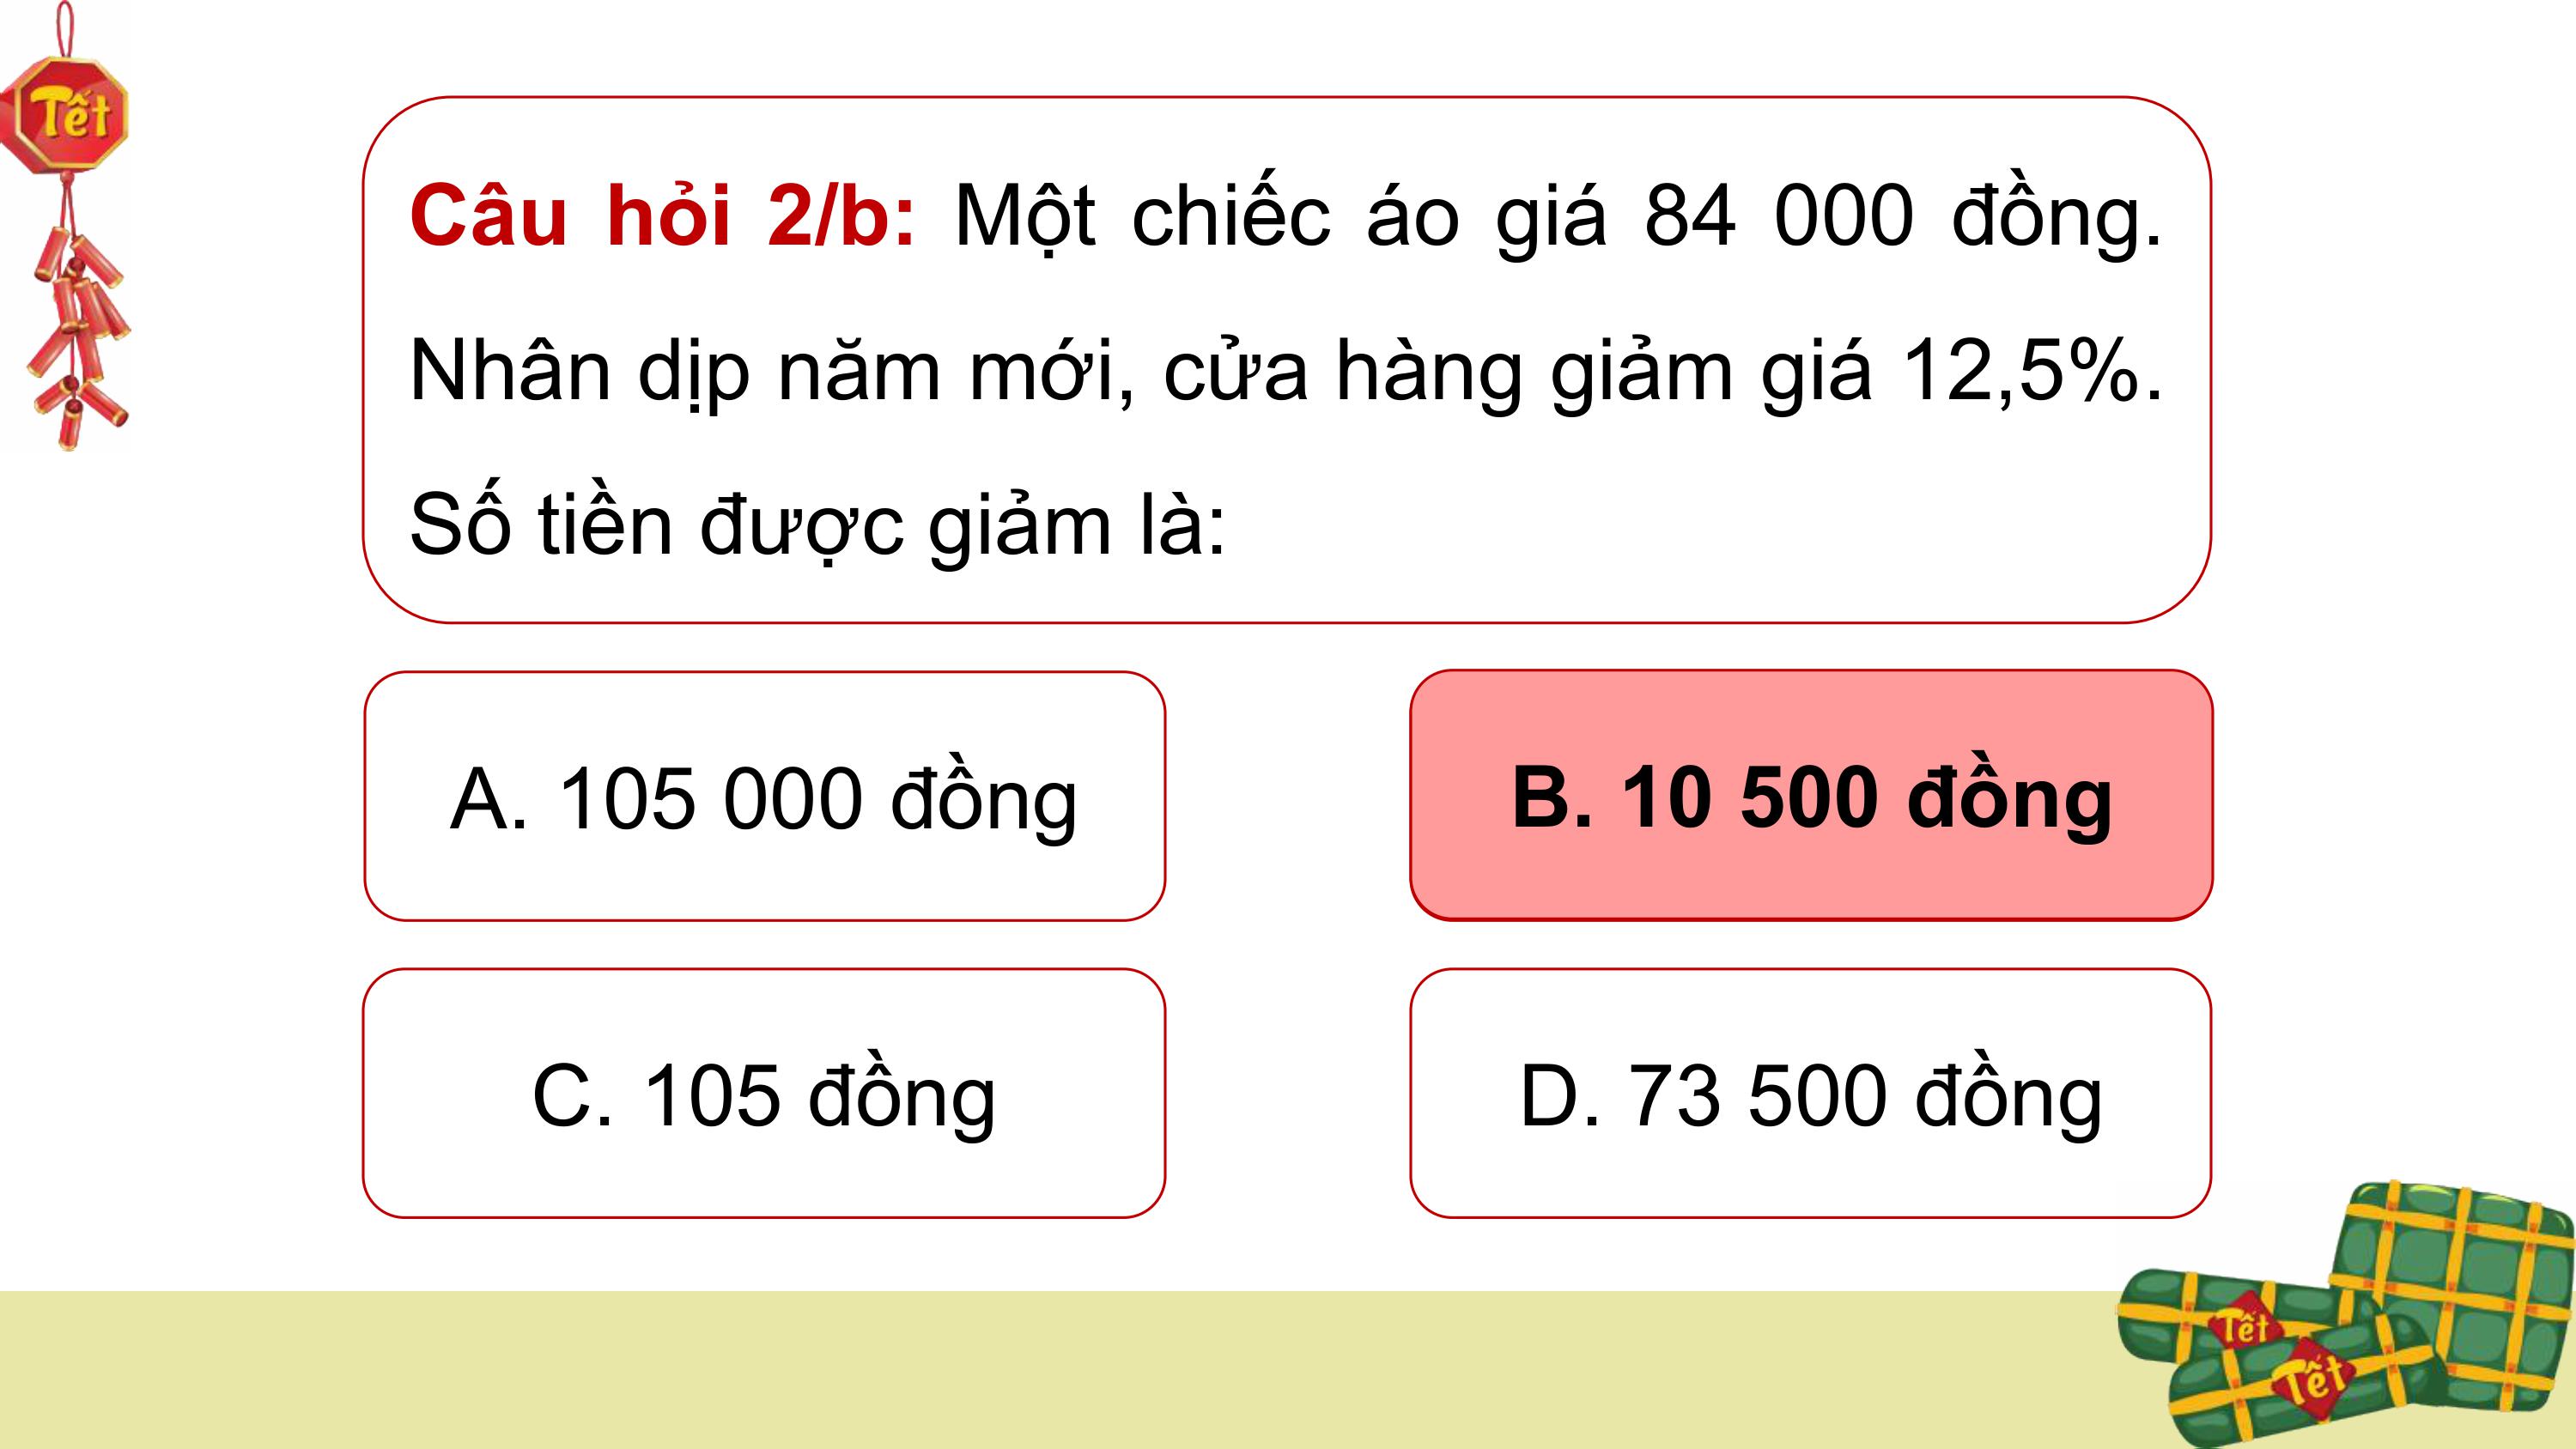 Tết
Câu hỏi 2/b: Một chiếc áo giá 84 000 đồng.
Nhân dịp năm mới, cửa hàng giảm giá 12,5%.
Số tiền được giảm là:
A. 105 000 đồng
B. 10 500 đồng
C. 105 đồng
D. 73 500 đồng
Tết
Tết